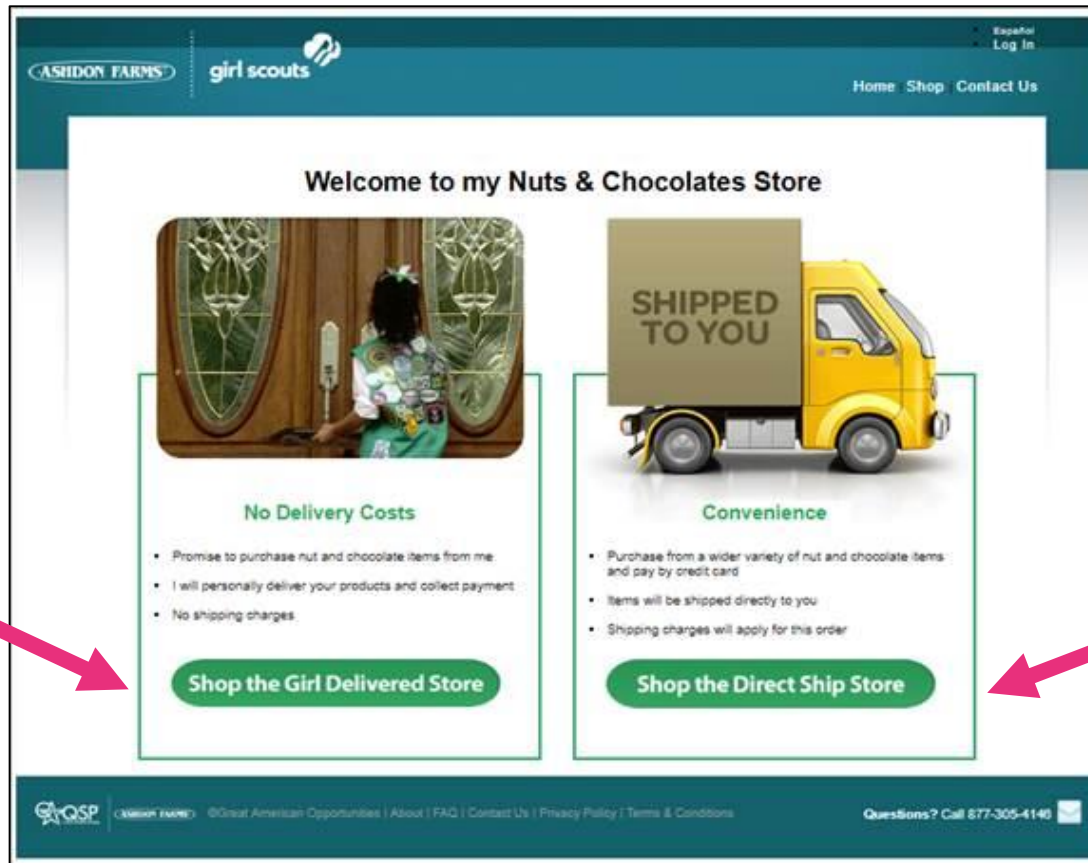 Español
Log In
ASHDON FARMS
girl scouts
Home Shop Contact Us
Welcome to my Nuts & Chocolates Store
SHIPPED
TO YOU
No Delivery Costs
• Promise to purchase nut and chocolate items from me
• I will personally deliver your products and collect payment
• No shipping charges
Shop the Girl Delivered Store
Convenience
• Purchase from a wider variety of nut and chocolate items
and pay by credit card
• Items will be shipped directly to you
• Shipping charges will apply for this order
Shop the Direct Ship Store
QSP ASHDON FARMS ©Great American Opportunities | About | FAQ | Contact Us | Privacy Policy | Terms & Conditions
Questions? Call 877-305-4146